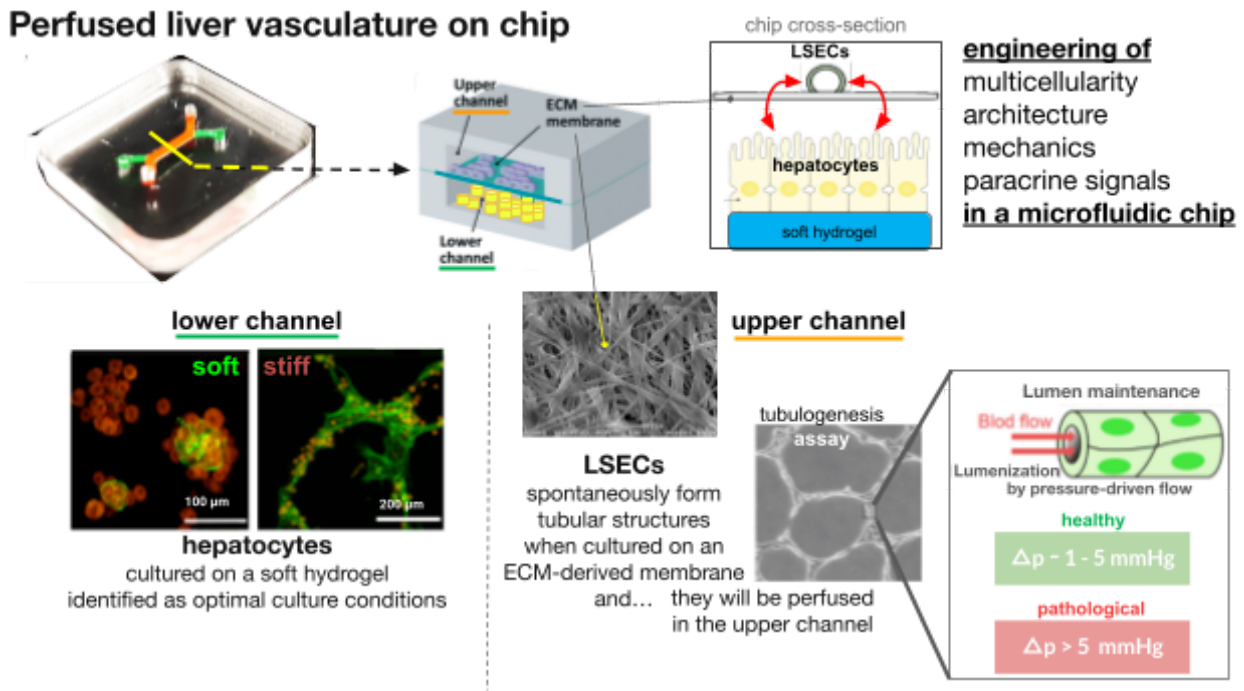 Perfused liver vasculature on chip
chip cross-section
LSECs
Upper
channel
ECM
membrane
Lower
channel
hepatocytes
soft hydrogel
engineering of
multicellularity
architecture
mechanics
paracrine signals
in a microfluidic chip
lower channel
soft
stiff
100 μm
200 μm
hepatocytes
cultured on a soft hydrogel
identified as optimal culture conditions
upper channel
LSECs
spontaneously form
tubular structures
when cultured on an
ECM-derived membrane
and... they will be perfused
in the upper channel
tubulogenesis
assay
Lumen maintenance
Blod flow
Lumenization
by pressure-driven flow
healthy
Δp ~ 1 - 5 mmHg
pathological
Δp > 5 mmHg